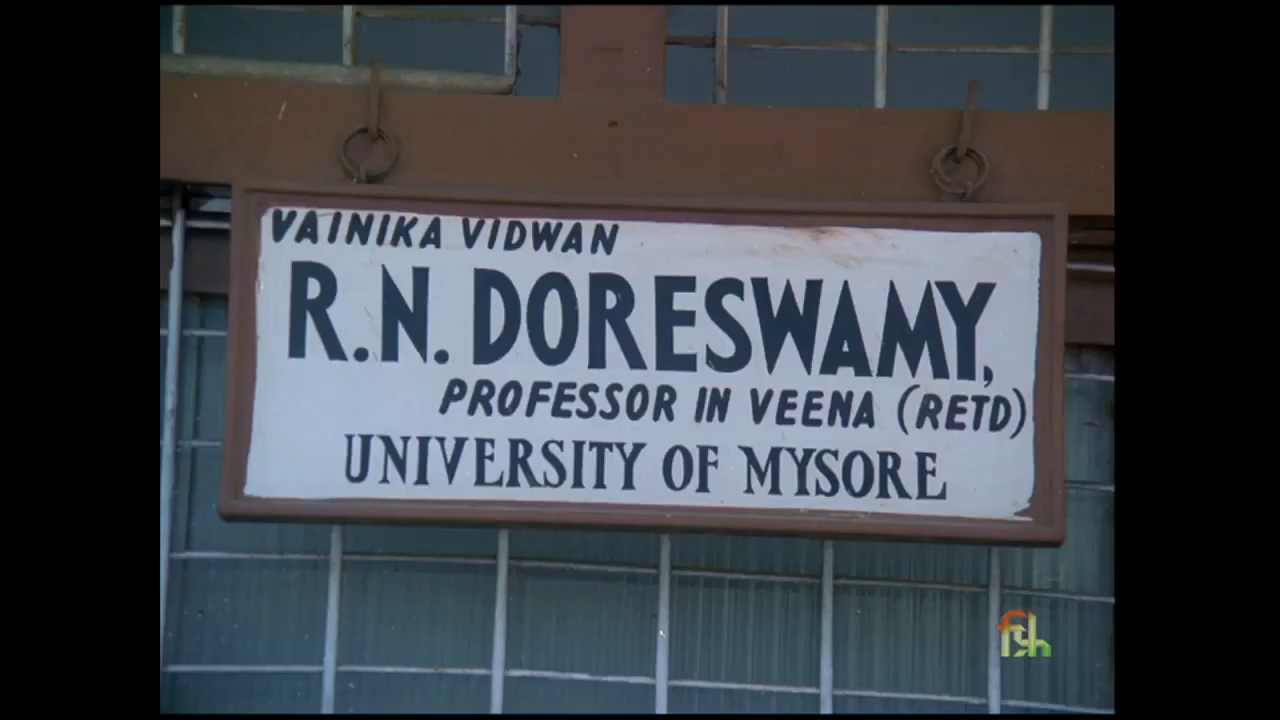 VAINIKA VIDWAN
R.N. DORESWAMY,
PROFESSOR IN VEENA (RETD)
UNIVERSITY OF MYSORE